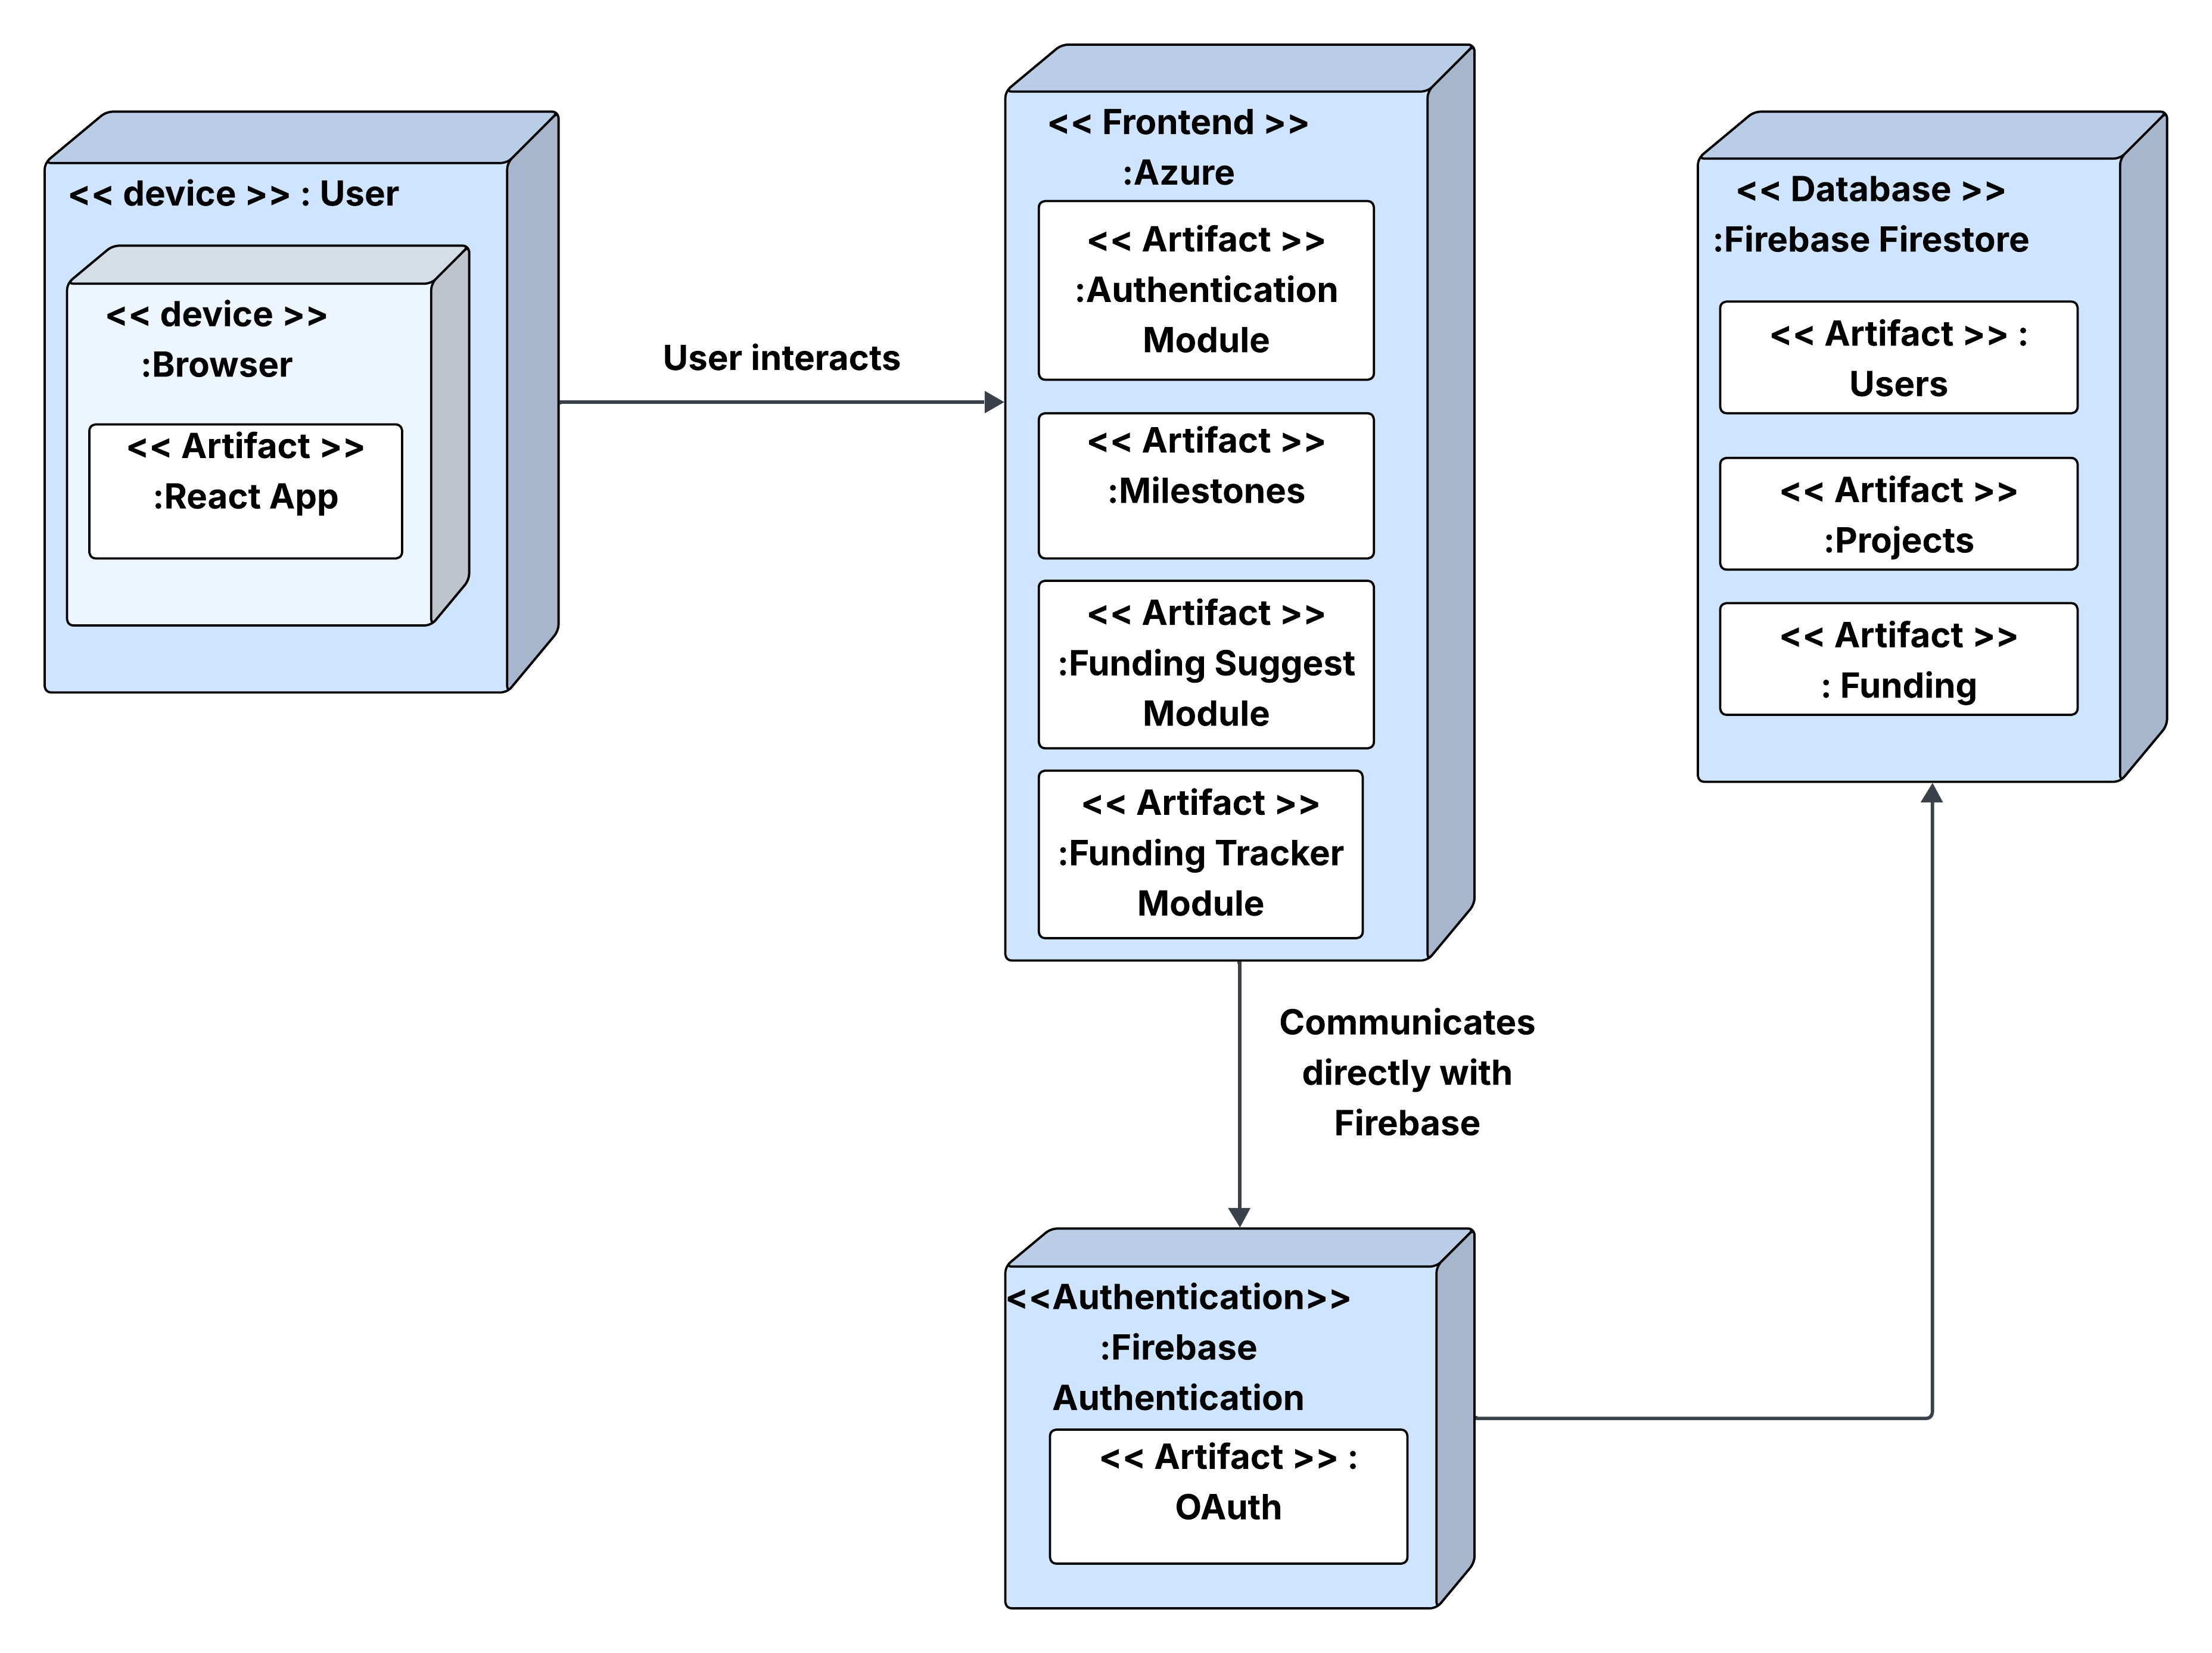 << device >> : User
<< device >>
:Browser
<< Artifact >>
:React App
User interacts
<< Frontend >>
:Azure
<< Artifact >>
:Authentication
Module
<< Artifact >>
:Milestones
<< Artifact >>
:Funding Suggest
Module
<< Artifact >>
:Funding Tracker
Module
<< Database >>
:Firebase Firestore
<< Artifact >> :
Users
<< Artifact >>
:Projects
<< Artifact >>
: Funding
Communicates
directly with
Firebase
<<Authentication>>
:Firebase
Authentication
<< Artifact >> :
OAuth